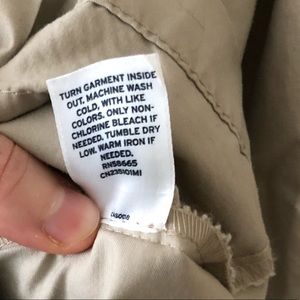 TURN GARMENT INSIDE
OUT. MACHINE WASH
COLD, WITH LIKE
COLORS. ONLY NON-
CHLORINE BLEACH IF
NEEDED. TUMBLE DRY
LOW. WARM IRON IF
NEEDED.
RN58665
CN235101MI